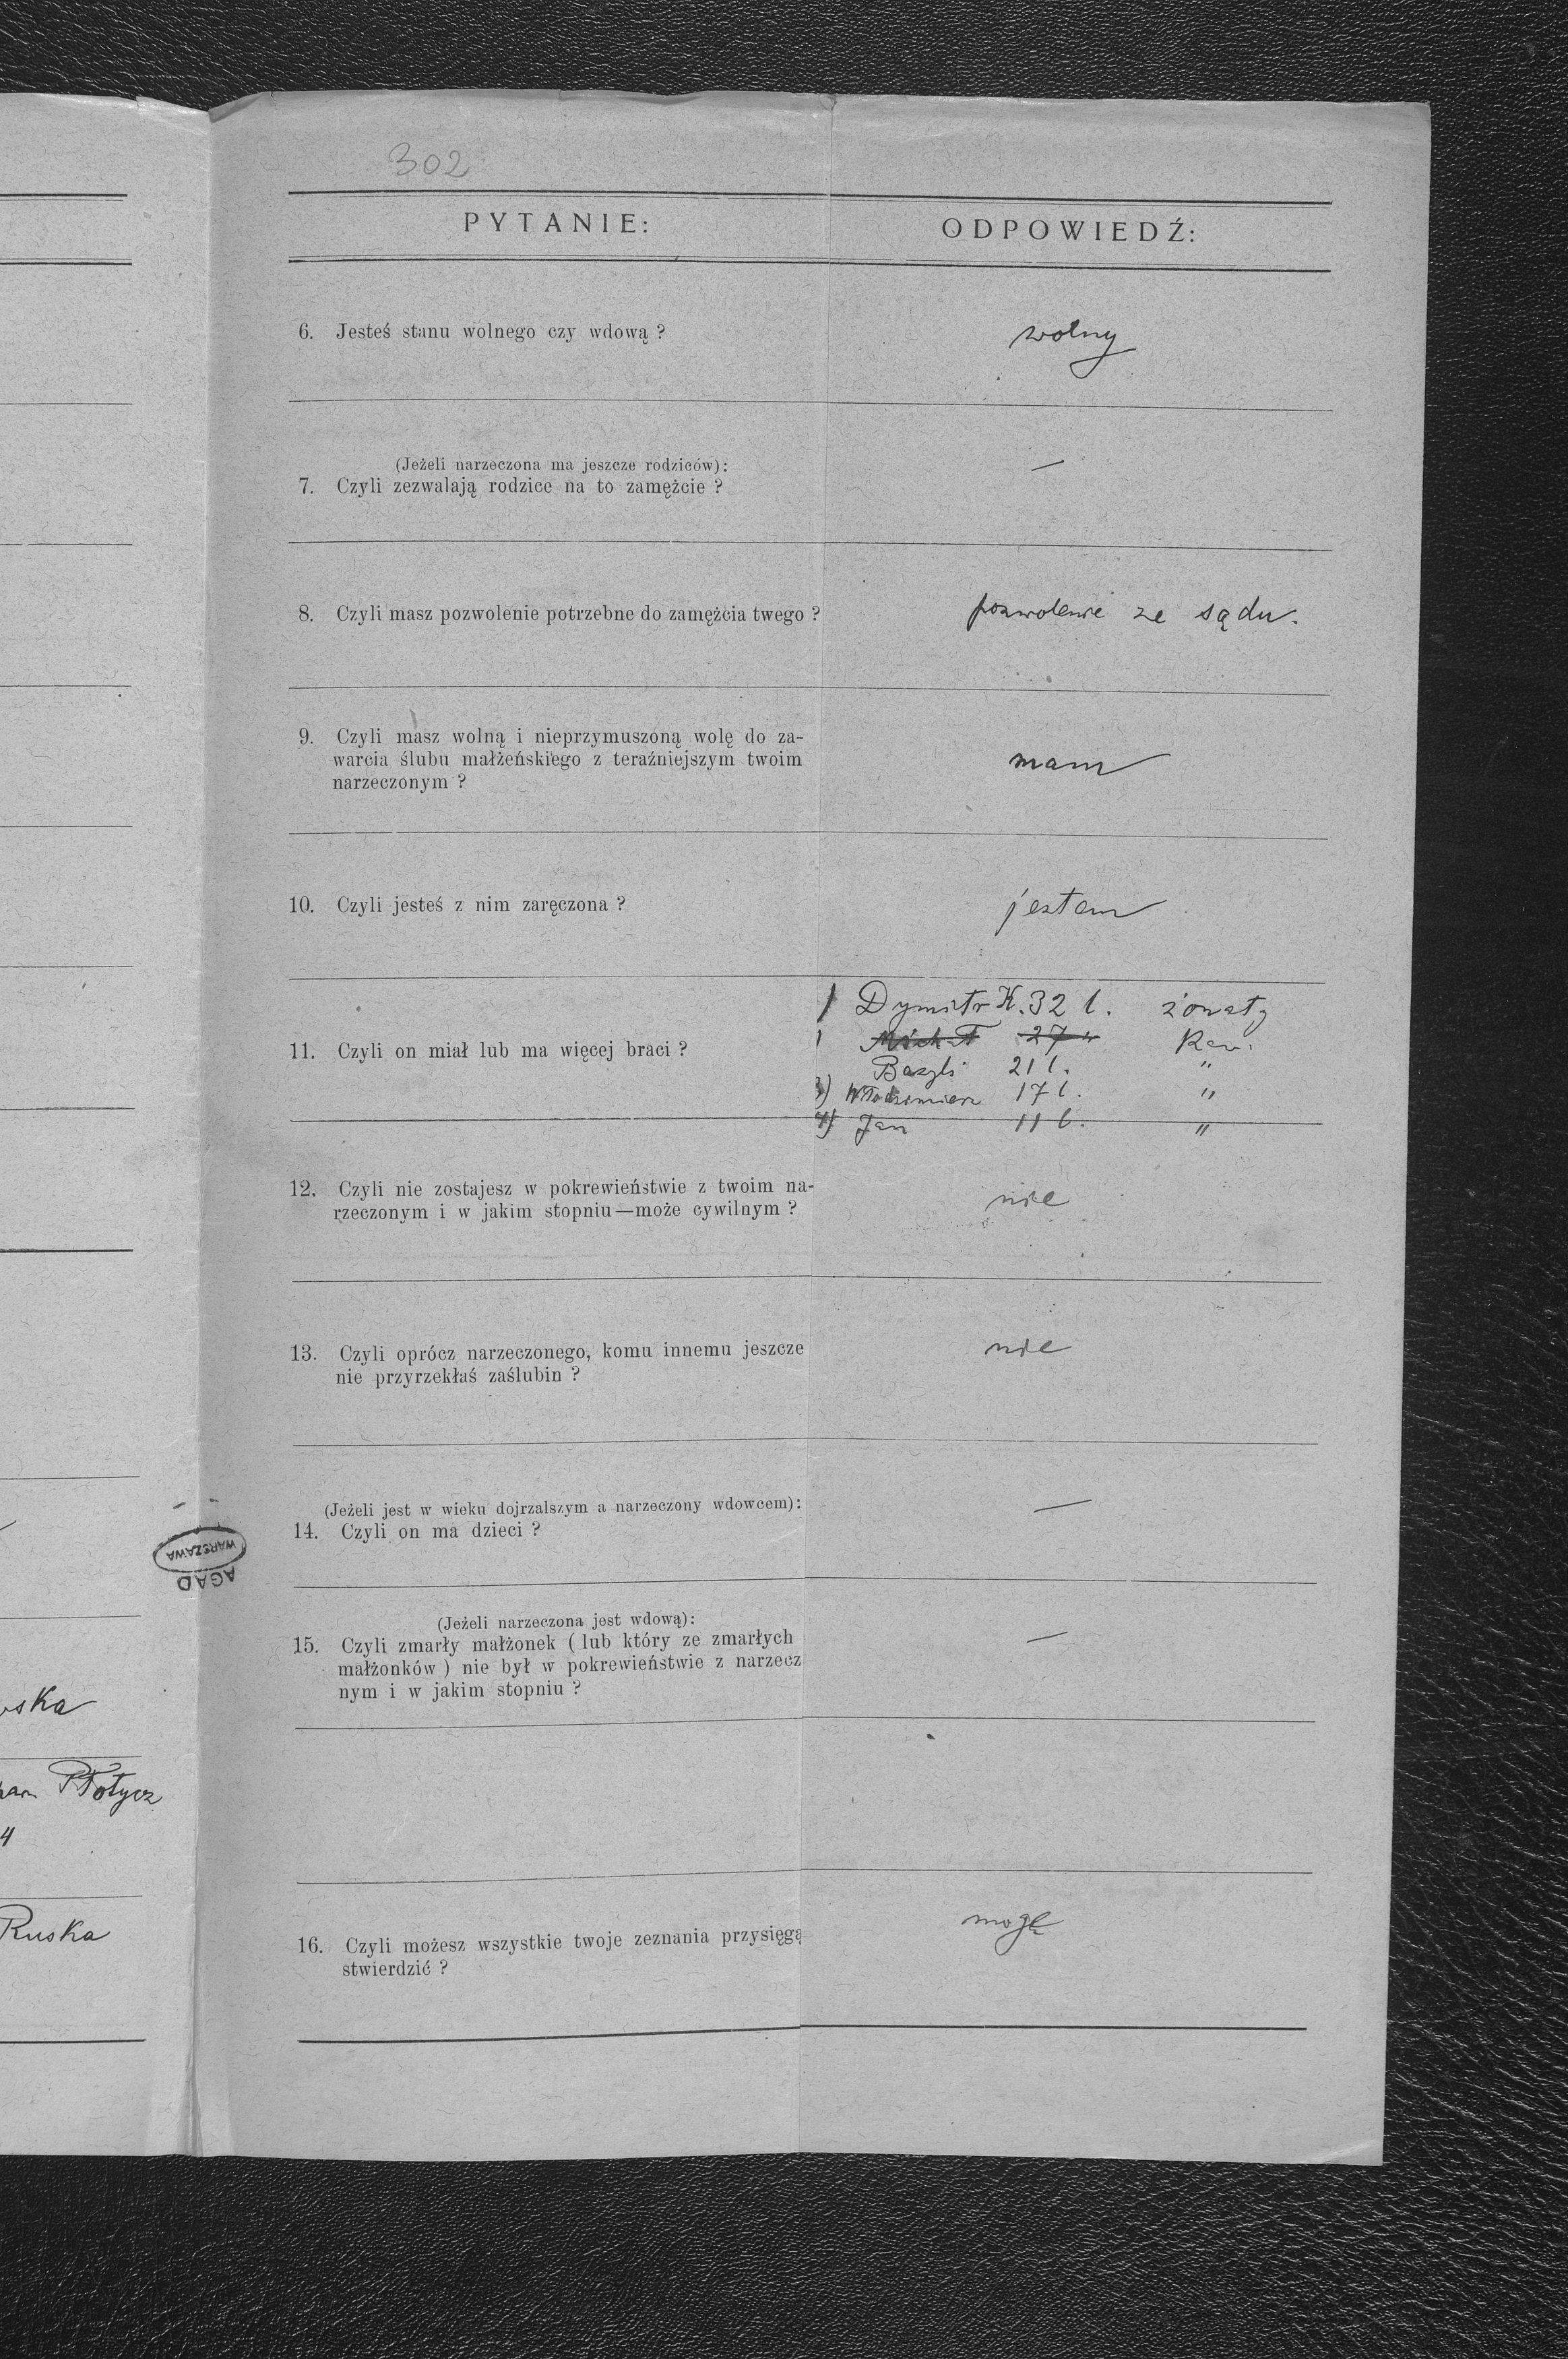 302
PYTANIE:
ODPOWIEDŹ:
6. Jesteś stanu wolnego czy wdową ?
wolny
(Jeżeli narzeczona ma jeszcze rodziców):
7. Czyli zezwalają rodzice na to zamężcie ?
—
8. Czyli masz pozwolenie potrzebne do zamężcia twego ?
pozwolenie ze sądu.
9. Czyli masz wolną i nieprzymuszoną wolę do za-
warcia ślubu małżeńskiego z teraźniejszym twoim
narzeczonym ?
mam
10. Czyli jesteś z nim zaręczona ?
jestem
11. Czyli on miał lub ma więcej braci ?
1 Dymitr K. 32 l. żonaty
27 " Kaw.
Bazyli 21 l. "
3) Włodzimierz 17 l. "
4) Jan 11 l. "
12. Czyli nie zostajesz w pokrewieństwie z twoim na-
rzeczonym i w jakim stopniu—może cywilnym ?
nie
13. Czyli oprócz narzeczonego, komu innemu jeszcze
nie przyrzekłaś zaślubin ?
nie
(Jeżeli jest w wieku dojrzalszym a narzeczony wdowcem):
14. Czyli on ma dzieci ?
—
(Jeżeli narzeczona jest wdową):
15. Czyli zmarły małżonek ( lub który ze zmarłych
małżonków ) nie był w pokrewieństwie z narzecz
nym i w jakim stopniu ?
—
16. Czyli możesz wszystkie twoje zeznania przysięgą
stwierdzić ?
mogę
WARSZAWA
AGAD
ska
Płotycz
4
Ruska